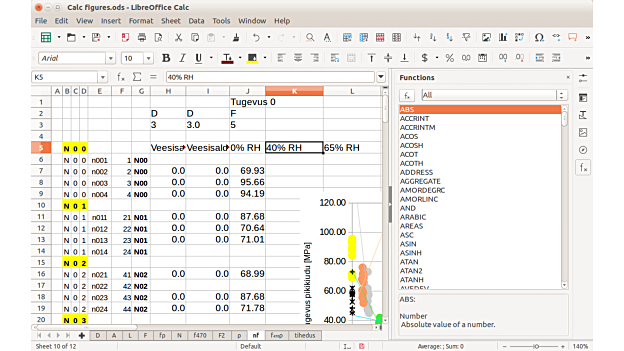 Calc figures.ods - LibreOffice Calc
File Edit View Insert Format Sheet Data Tools Window Help
Arial 10
K5 40% RH
A B C D E F G H I J K L
1 Tugevus 0
2 D D F
3 3 3.0 5
5 N 0 0 Veesisa Veesisald 0% RH 40% RH 65% RH
6 N 0 0 n001 1 N00
7 N 0 0 n002 2 N00 0.0 0.0 69.93
8 N 0 0 n003 3 N00 0.0 0.0 95.66
9 N 0 0 n004 4 N00 0.0 0.0 94.19
10 N 0 1
11 N 0 1 n011 21 N01 0.0 0.0 87.68
12 N 0 1 n012 22 N01 0.0 0.0 70.64
13 N 0 1 n013 23 N01 0.0 0.0 71.01
14 N 0 1 n014 24 N01
15 N 0 2
16 N 0 2 n021 41 N02 0.0 0.0 68.99
17 N 0 2 n022 42 N02
18 N 0 2 n023 43 N02 0.0 0.0 87.68
19 N 0 2 n024 44 N02 0.0 0.0 71.78
20 N 0 3
120.00
100.00
80.00
60.00
40.00
tugevus pikikiudu [MPa]
D A L F fp N f470 FZ p nf tihedus
Sheet 10 of 12 Default Average: ; Sum: 0 140%
Functions
All
ABS
ACCRINT
ACCRINTM
ACOS
ACOSH
ACOT
ACOTH
ADDRESS
AGGREGATE
AMORDEGRC
AMORLINC
AND
ARABIC
AREAS
ASC
ASIN
ASINH
ATAN
ATAN2
ATANH
AVEDEV
ABS:
Number
Absolute value of a number.